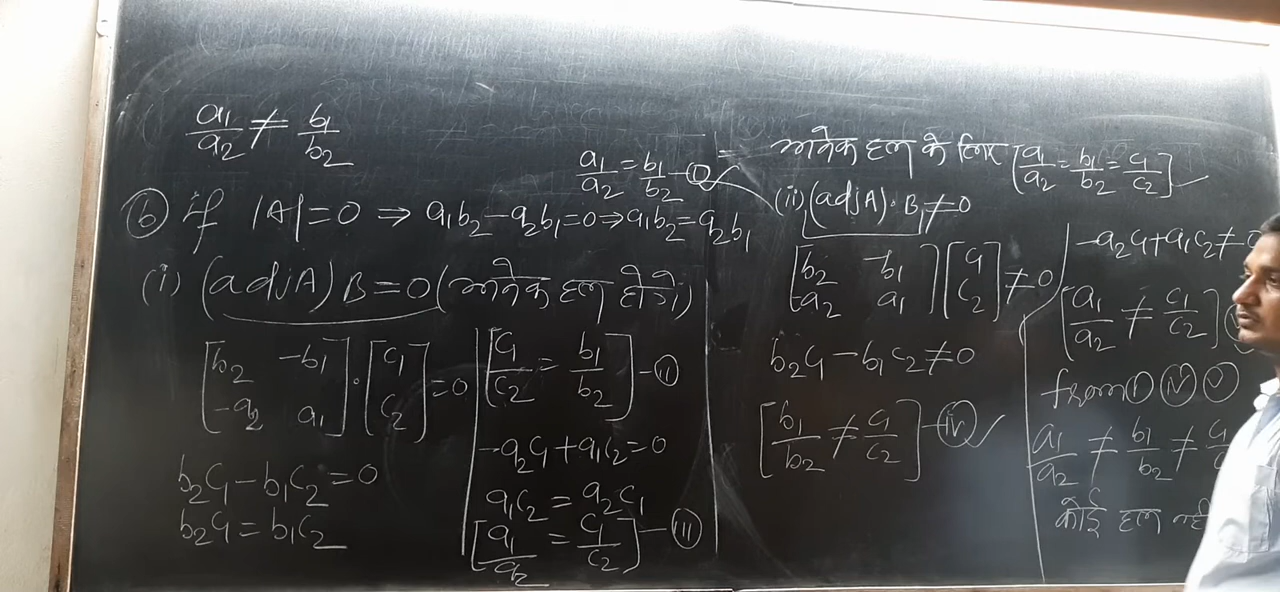 a₁/a₂ ≠ b₁/b₂
a₁/a₂ = b₁/b₂ —(i)
(b) if |A|=0 ⇒ a₁b₂ - a₂b₁ = 0 ⇒ a₁b₂ = a₂b₁
(i) (adjA) B = 0 (अनेक हल होंगे)
[b₂ -b₁; -a₂ a₁] · [c₁; c₂] = 0
b₂c₁ - b₁c₂ = 0
b₂c₁ = b₁c₂
[c₁/c₂ = b₁/b₂] —(ii)
-a₂c₁ + a₁c₂ = 0
a₁c₂ = a₂c₁
[a₁/a₂ = c₁/c₂] —(iii)
अनेक हल के लिए [a₁/a₂ = b₁/b₂ = c₁/c₂]
(ii) (adjA)·B ≠ 0
[b₂ -b₁; -a₂ a₁] [c₁; c₂] ≠ 0
b₂c₁ - b₁c₂ ≠ 0
[b₁/b₂ ≠ c₁/c₂] —(iv)
-a₂c₁ + a₁c₂ ≠ 0
[a₁/a₂ ≠ c₁/c₂]
from (i) (iv) (v)
a₁/a₂ ≠ b₁/b₂ ≠ c₁/
कोई हल